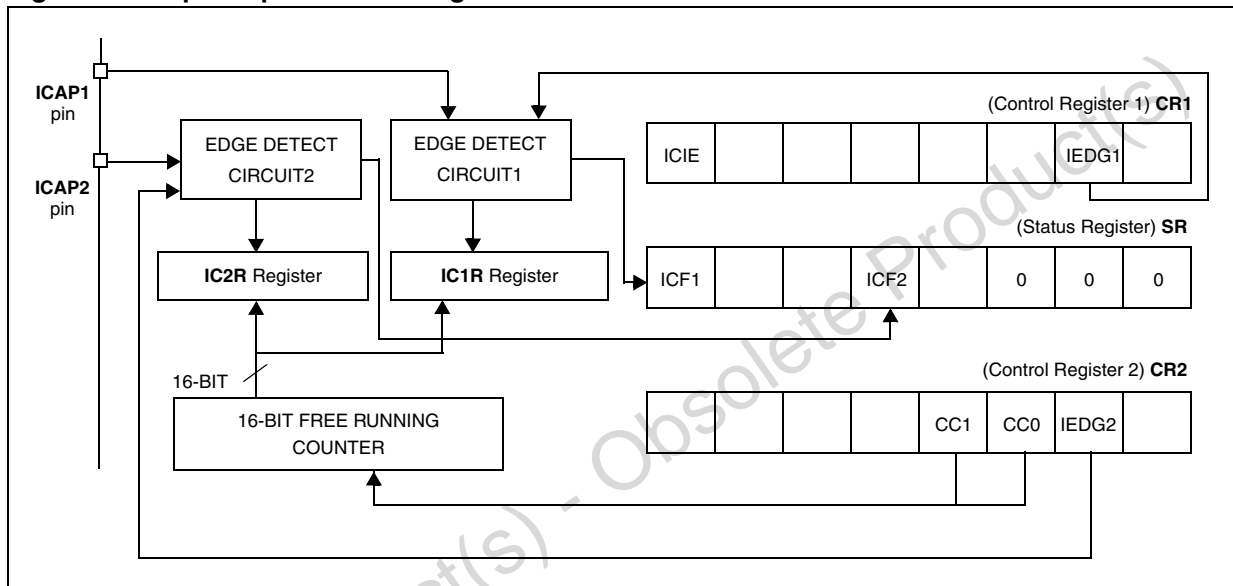 ICAP1
pin
ICAP2
pin
EDGE DETECT
CIRCUIT2
EDGE DETECT
CIRCUIT1
(Control Register 1) CR1
ICIE
IEDG1
IC2R Register
IC1R Register
(Status Register) SR
ICF1
ICF2
0
0
0
16-BIT
16-BIT FREE RUNNING
COUNTER
(Control Register 2) CR2
CC1
CC0
IEDG2
ct(s) - Obsolete Product(s)